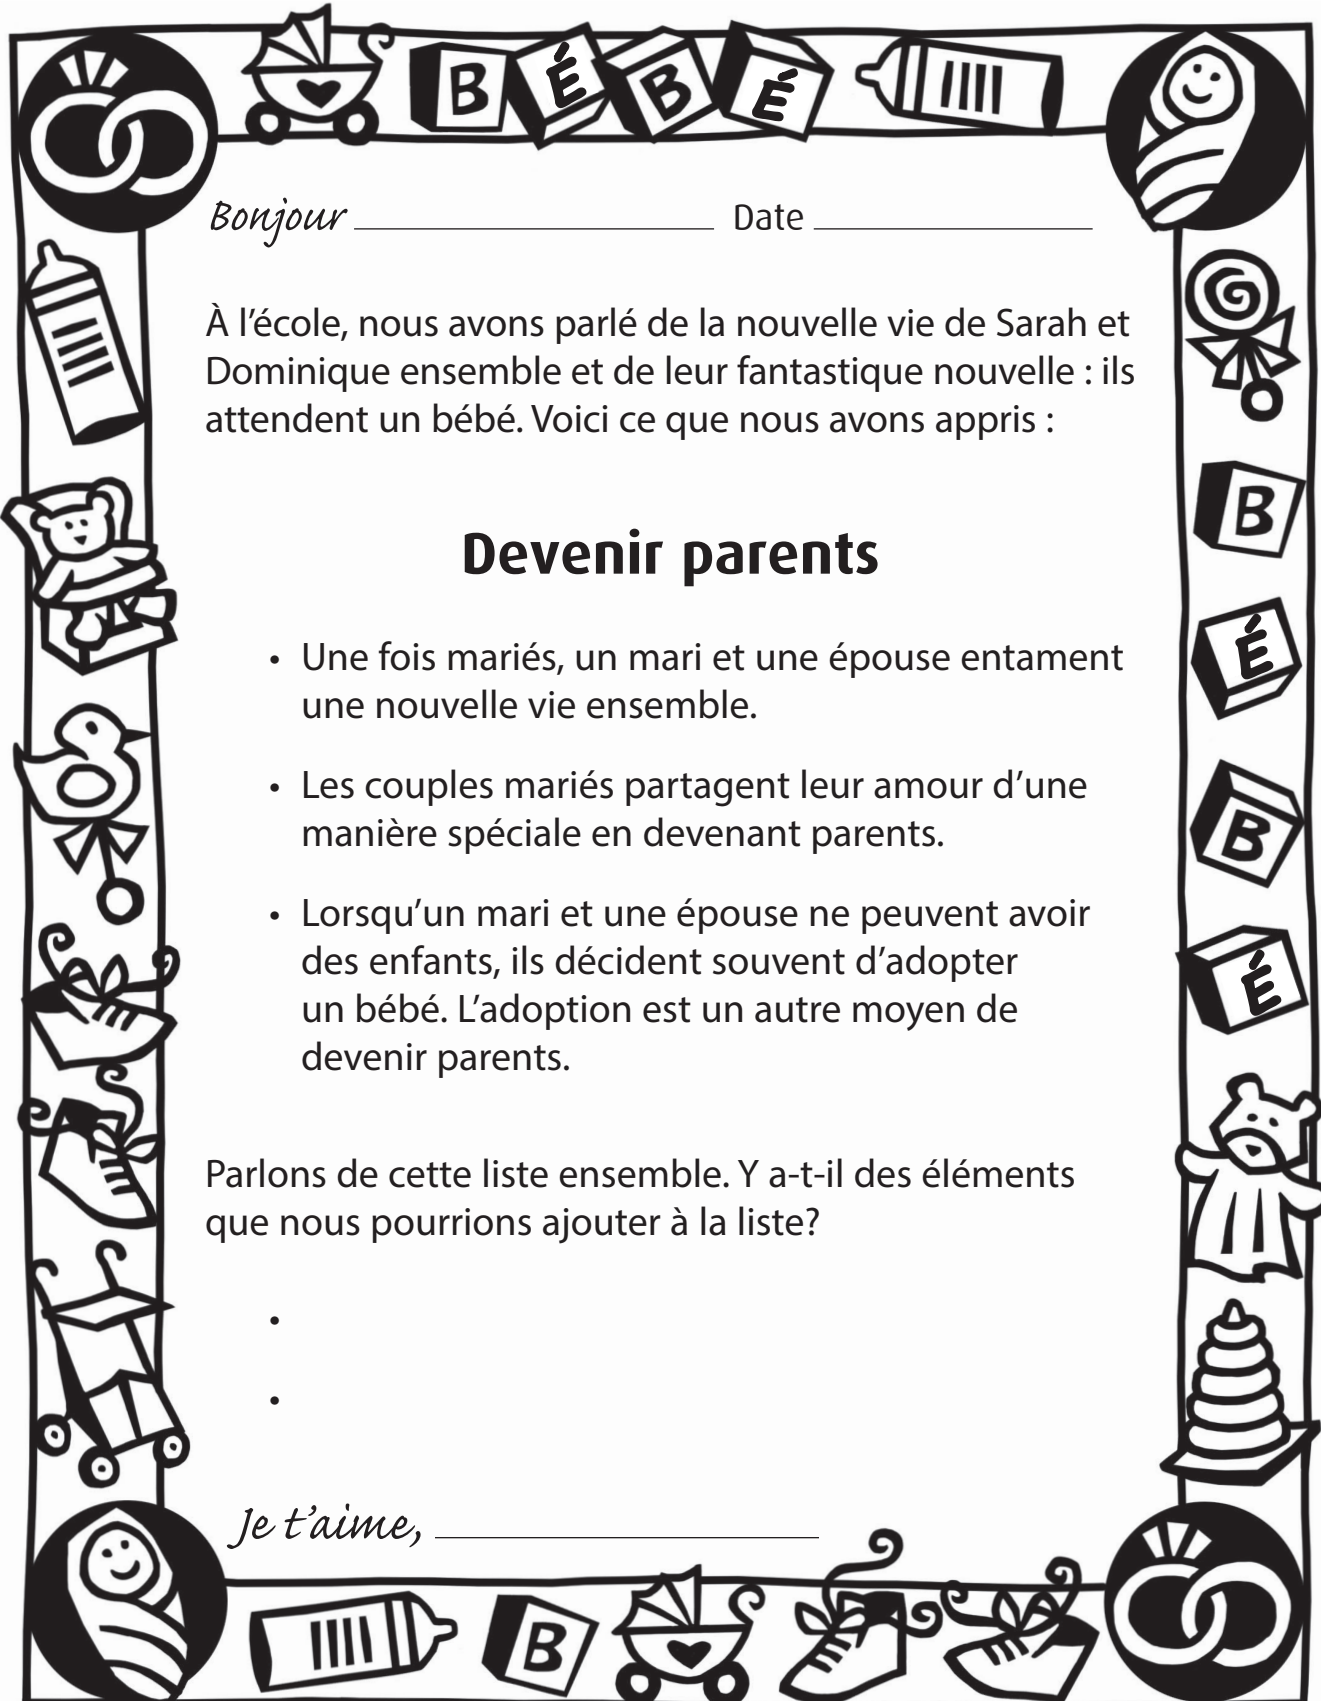 B É B É
Bonjour Date
À l’école, nous avons parlé de la nouvelle vie de Sarah et
Dominique ensemble et de leur fantastique nouvelle : ils
attendent un bébé. Voici ce que nous avons appris :
Devenir parents
• Une fois mariés, un mari et une épouse entament
une nouvelle vie ensemble.
• Les couples mariés partagent leur amour d’une
manière spéciale en devenant parents.
• Lorsqu’un mari et une épouse ne peuvent avoir
des enfants, ils décident souvent d’adopter
un bébé. L’adoption est un autre moyen de
devenir parents.
Parlons de cette liste ensemble. Y a-t-il des éléments
que nous pourrions ajouter à la liste?
•
•
Je t’aime,
B
É
B
É
B